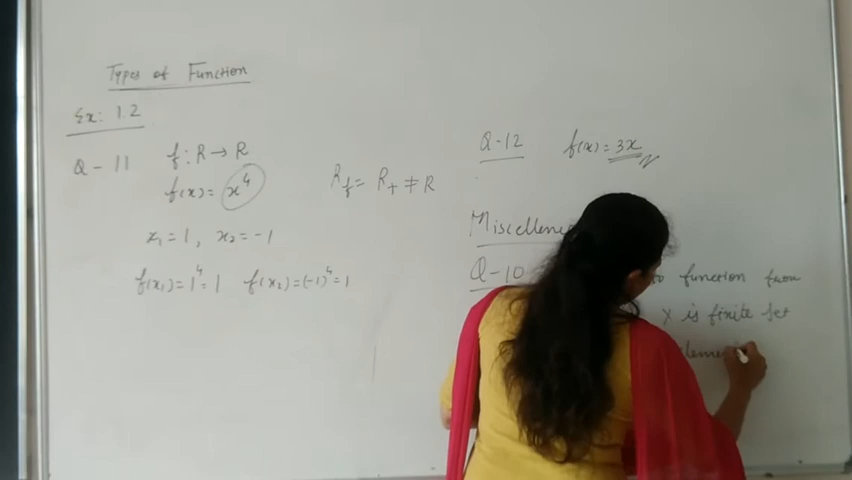 Types of Function
Ex: 1.2
Q-11 f: R→R
f(x)= x⁴
R_f = R₊ ≠ R
x₁=1, x₂=-1
f(x₁)=1⁴=1 f(x₂)=(-1)⁴=1
Q-12 f(x)=3x
Q-10 function from
is finite set